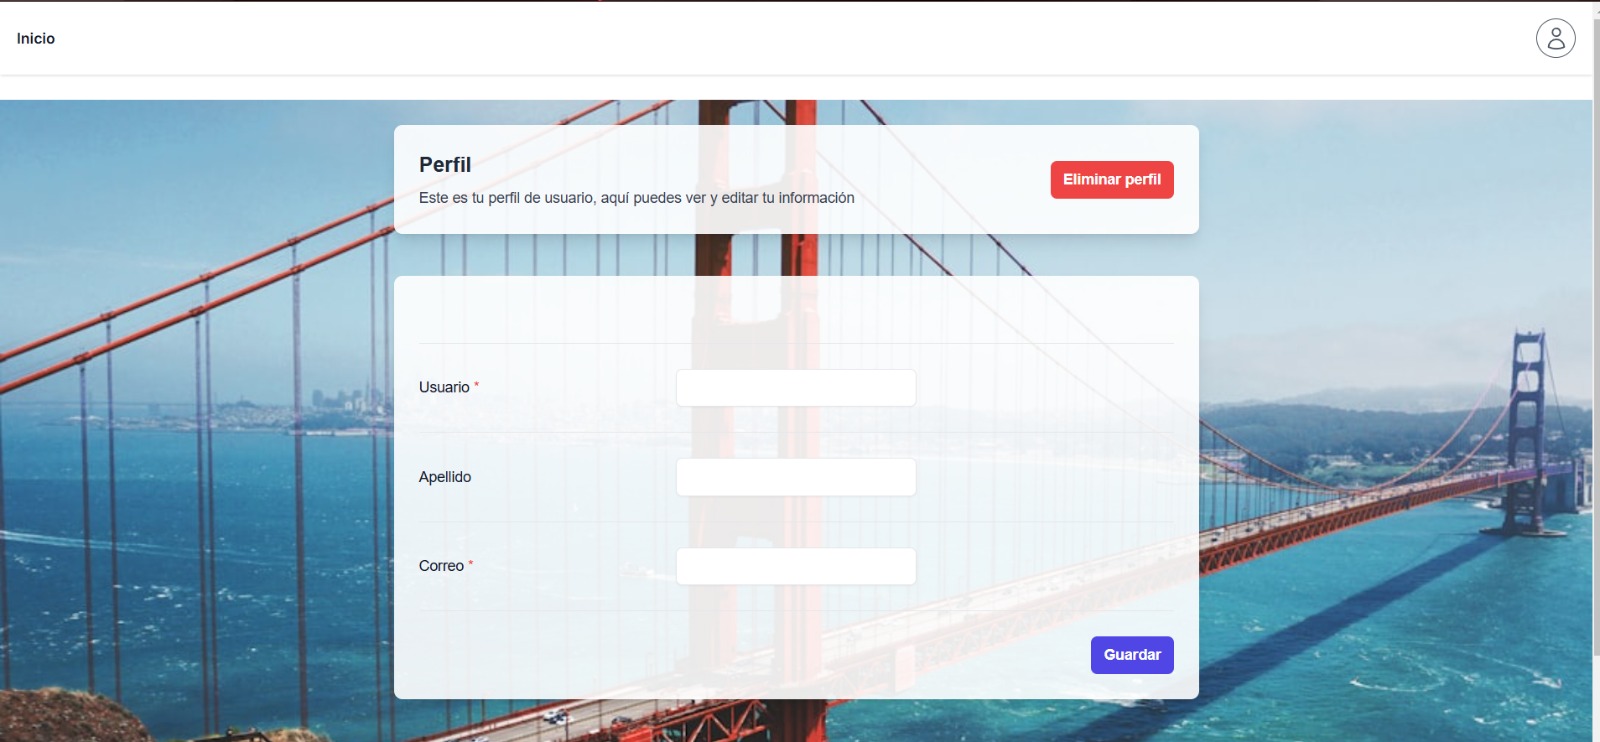 Inicio
Perfil
Este es tu perfil de usuario, aquí puedes ver y editar tu información
Eliminar perfil
Usuario *
Apellido
Correo *
Guardar